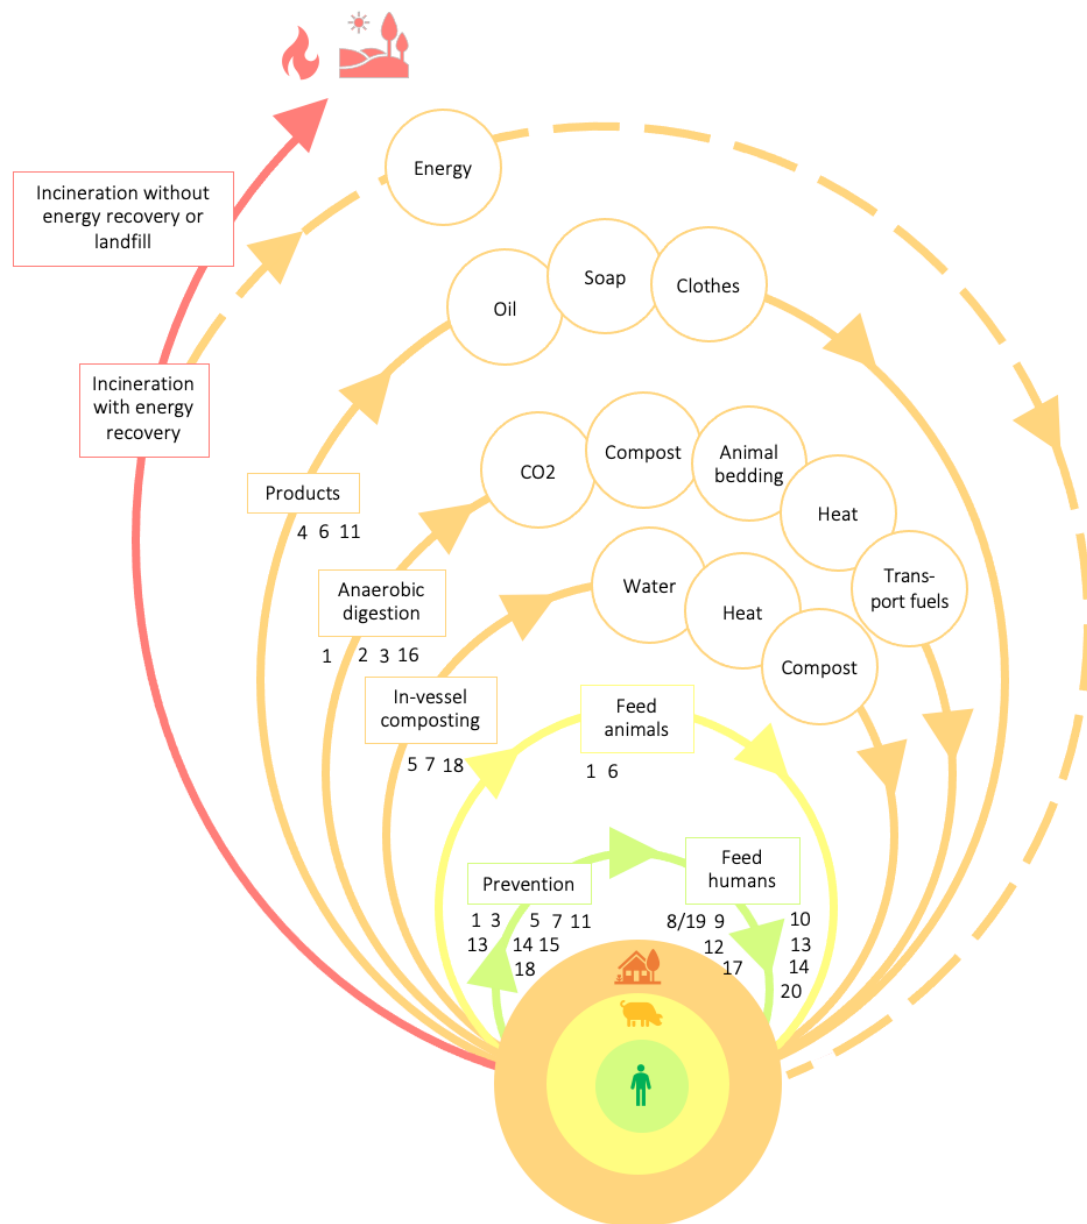 Energy
Incineration without
energy recovery or
landfill
Soap
Clothes
Oil
Incineration
with energy
recovery
Products
4 6 11
CO2
Compost
Animal
bedding
Heat
Trans-
port fuels
Anaerobic
digestion
1 2 3 16
Water
Heat
Compost
In-vessel
composting
5 7 18
Feed
animals
1 6
Prevention
1 3 5 7 11
13 14 15
18
Feed
humans
8/19 9 10
12 13
17 14
20